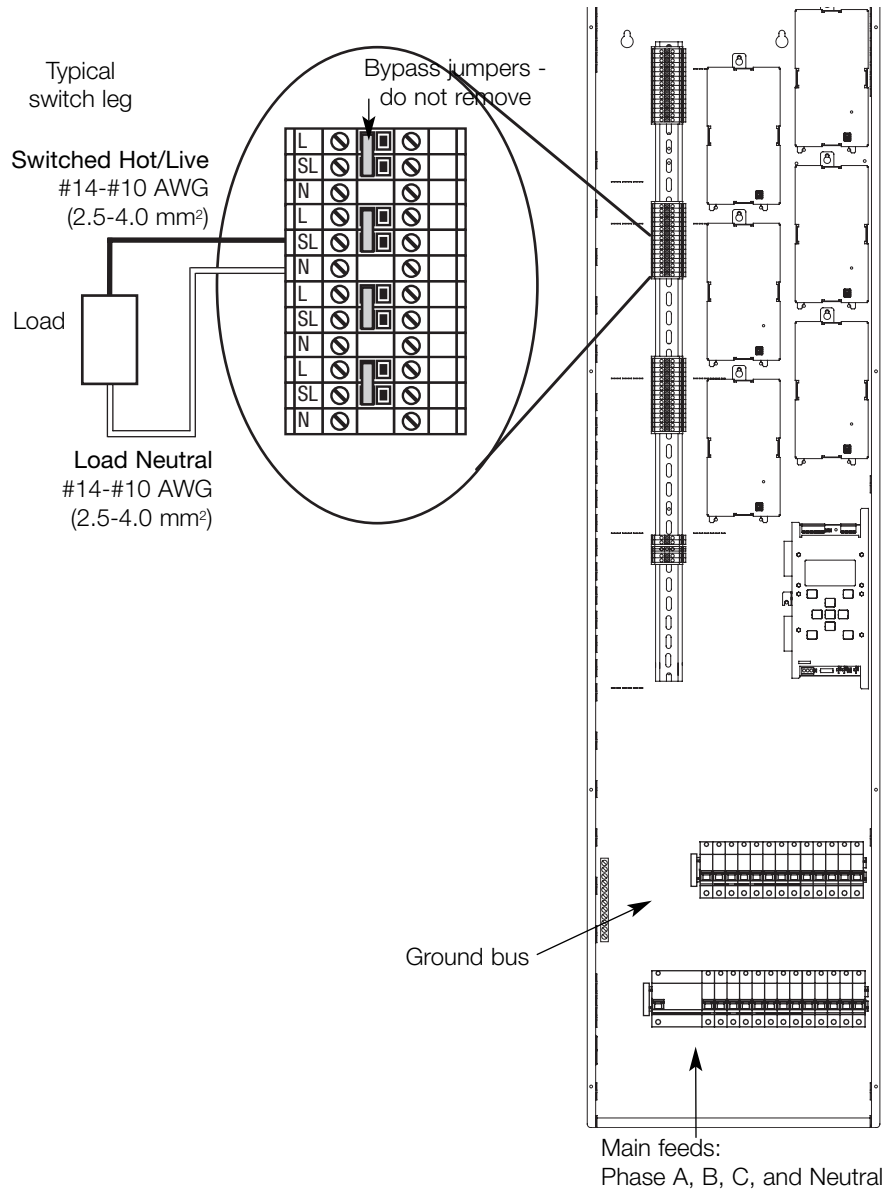 Typical
switch leg
Bypass jumpers -
do not remove
Switched Hot/Live
#14-#10 AWG
(2.5-4.0 mm²)
Load
Load Neutral
#14-#10 AWG
(2.5-4.0 mm²)
L
SL
N
L
SL
N
L
SL
N
L
SL
N
Ground bus
Main feeds:
Phase A, B, C, and Neutral